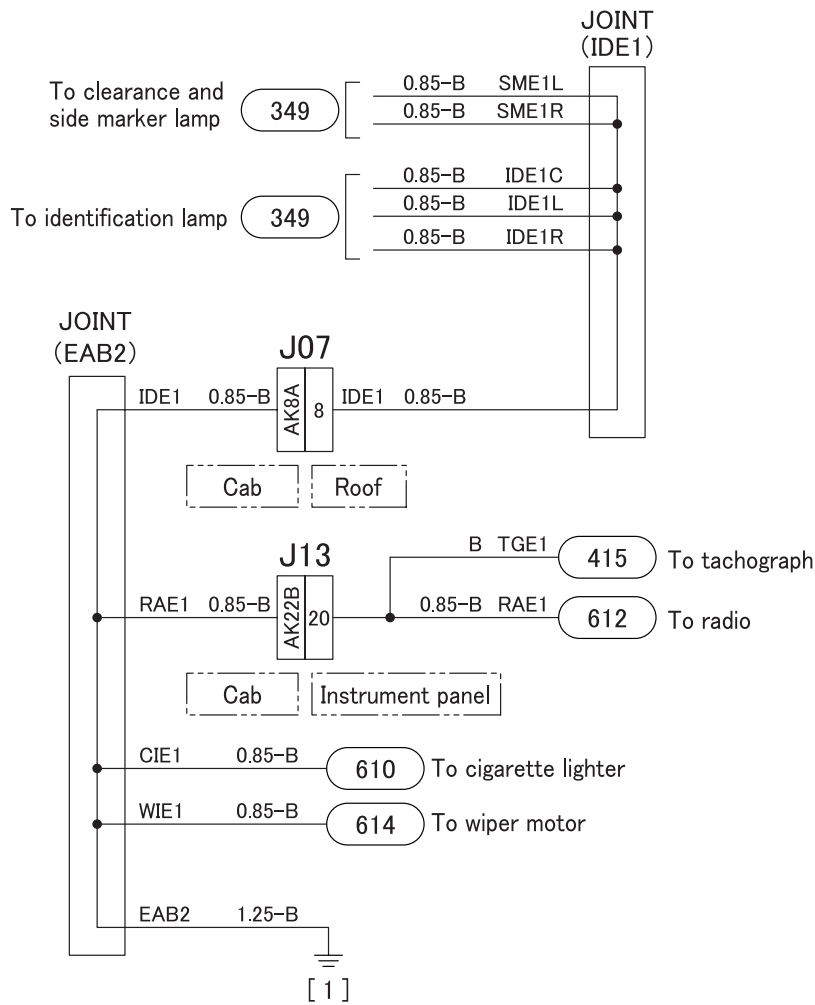 JOINT
(IDE1)
To clearance and
side marker lamp
349
0.85-B SME1L
0.85-B SME1R
To identification lamp
349
0.85-B IDE1C
0.85-B IDE1L
0.85-B IDE1R
JOINT
(EAB2)
J07
IDE1 0.85-B AK8A 8 IDE1 0.85-B
Cab Roof
J13
B TGE1 415 To tachograph
RAE1 0.85-B AK22B 20 0.85-B RAE1 612 To radio
Cab Instrument panel
CIE1 0.85-B 610 To cigarette lighter
WIE1 0.85-B 614 To wiper motor
EAB2 1.25-B
[1]